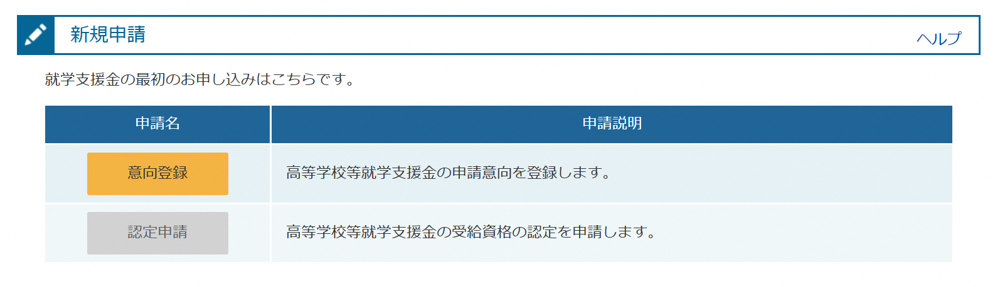 新規申請
ヘルプ
就学支援金の最初のお申し込みはこちらです。
申請名 申請説明
意向登録 高等学校等就学支援金の申請意向を登録します。
認定申請 高等学校等就学支援金の受給資格の認定を申請します。